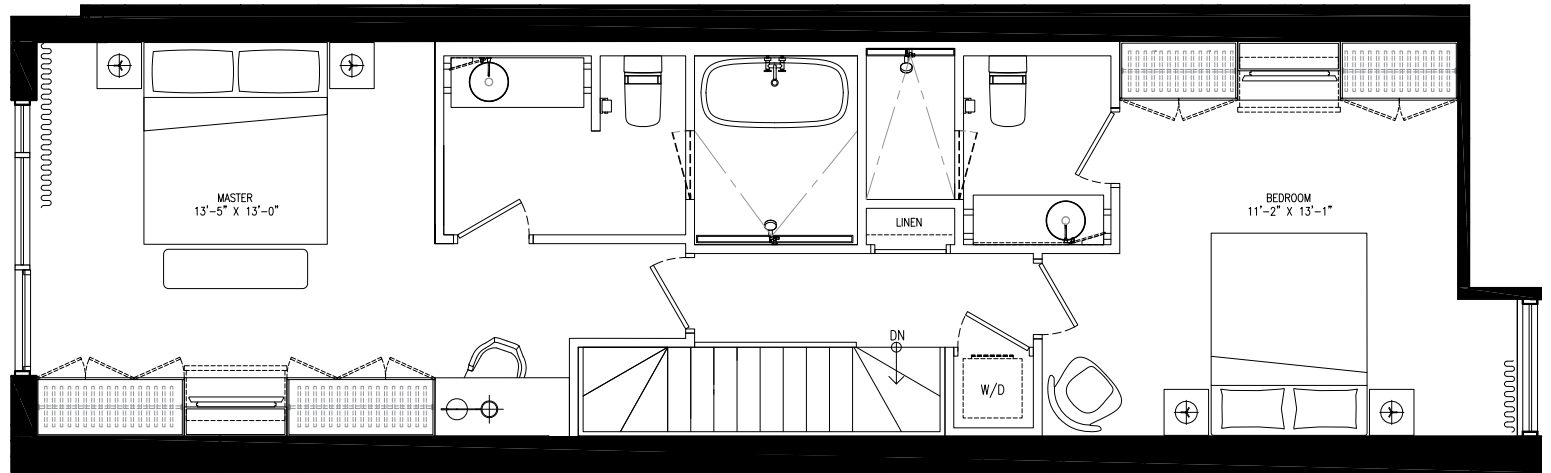 MASTER
13'-5" X 13'-0"
LINEN
BEDROOM
11'-2" X 13'-1"
DN
W/D